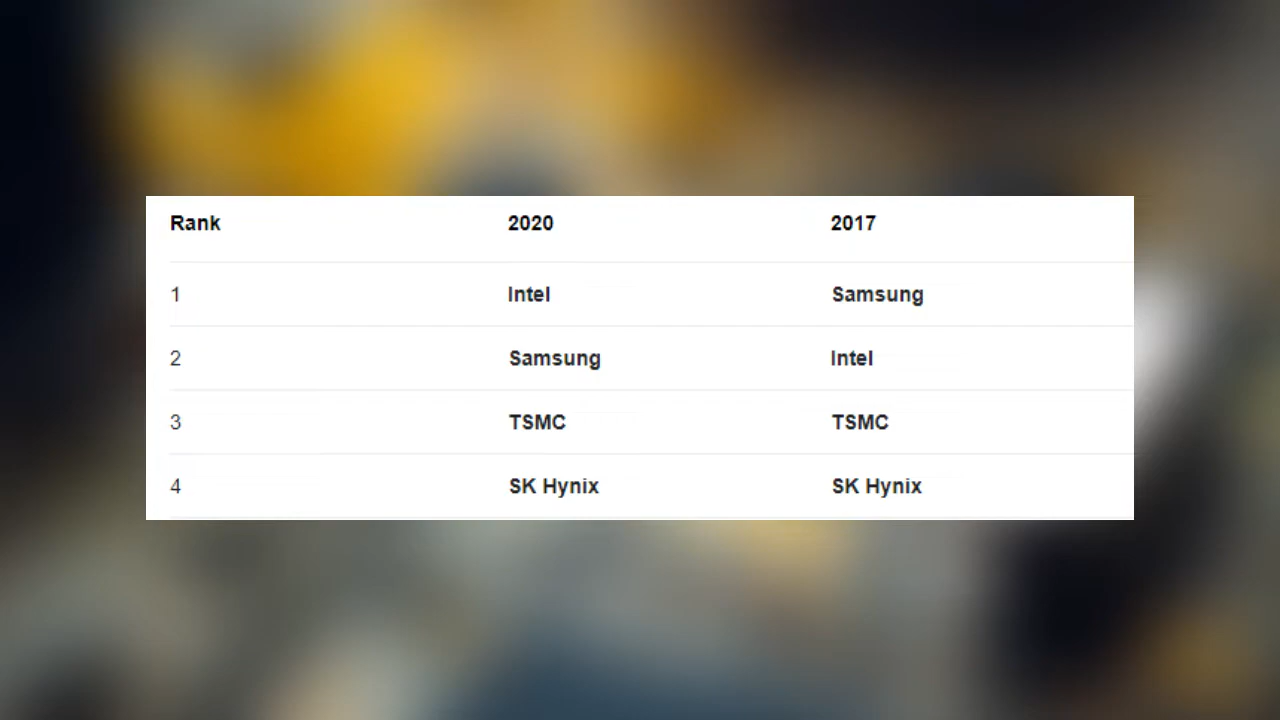 Rank 2020 2017
1 Intel Samsung
2 Samsung Intel
3 TSMC TSMC
4 SK Hynix SK Hynix